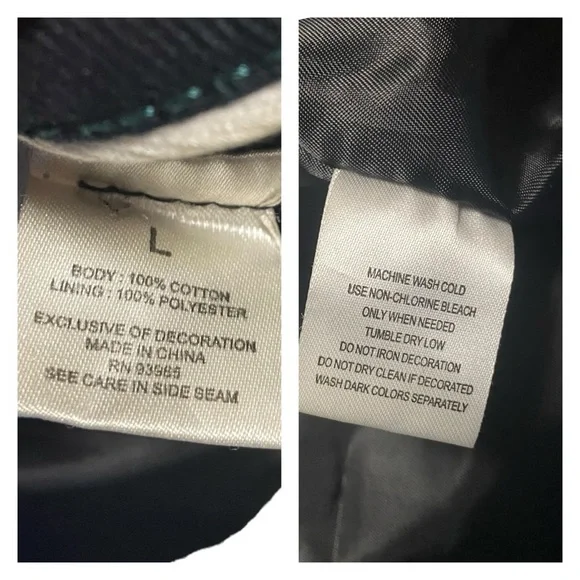 L
BODY : 100% COTTON
LINING : 100% POLYESTER
EXCLUSIVE OF DECORATION
MADE IN CHINA
RN 93985
SEE CARE IN SIDE SEAM
MACHINE WASH COLD
USE NON-CHLORINE BLEACH
ONLY WHEN NEEDED
TUMBLE DRY LOW
DO NOT IRON DECORATION
DO NOT DRY CLEAN IF DECORATED
WASH DARK COLORS SEPARATELY